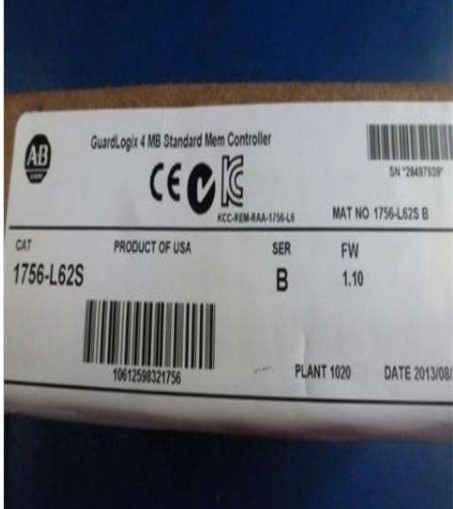 AB
GuardLogix 4 MB Standard Mem Controller
CE
KCC-REM-RAA-1756-L6
SN "28497939"
MAT NO 1756-L62S B
CAT
PRODUCT OF USA
SER
FW
1756-L62S
B
1.10
10612598321756
PLANT 1020
DATE 2013/08/